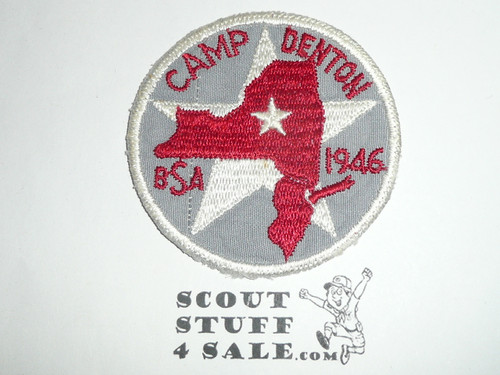 CAMP DENTON
BSA 1946
SCOUT
STUFF
4 SALE.COM